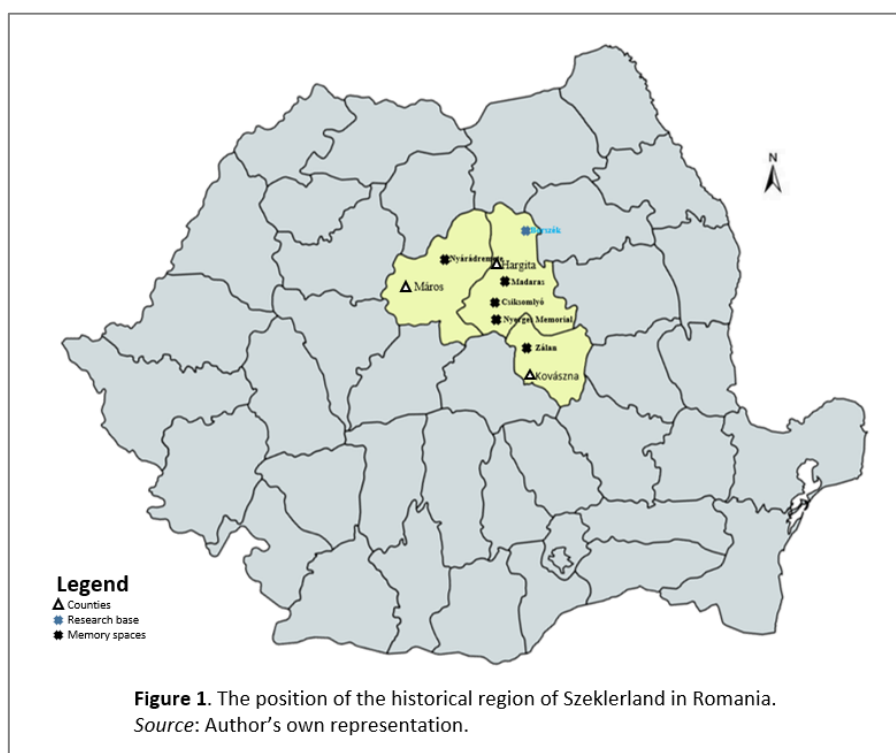 N
Borszék
Nyárádremete
Hargita
Madaras
Máros
Csiksomlyó
Nyerges Memorial
Zálan
Kovászna
Legend
Counties
Research base
Memory spaces
Figure 1. The position of the historical region of Szeklerland in Romania.
Source: Author's own representation.